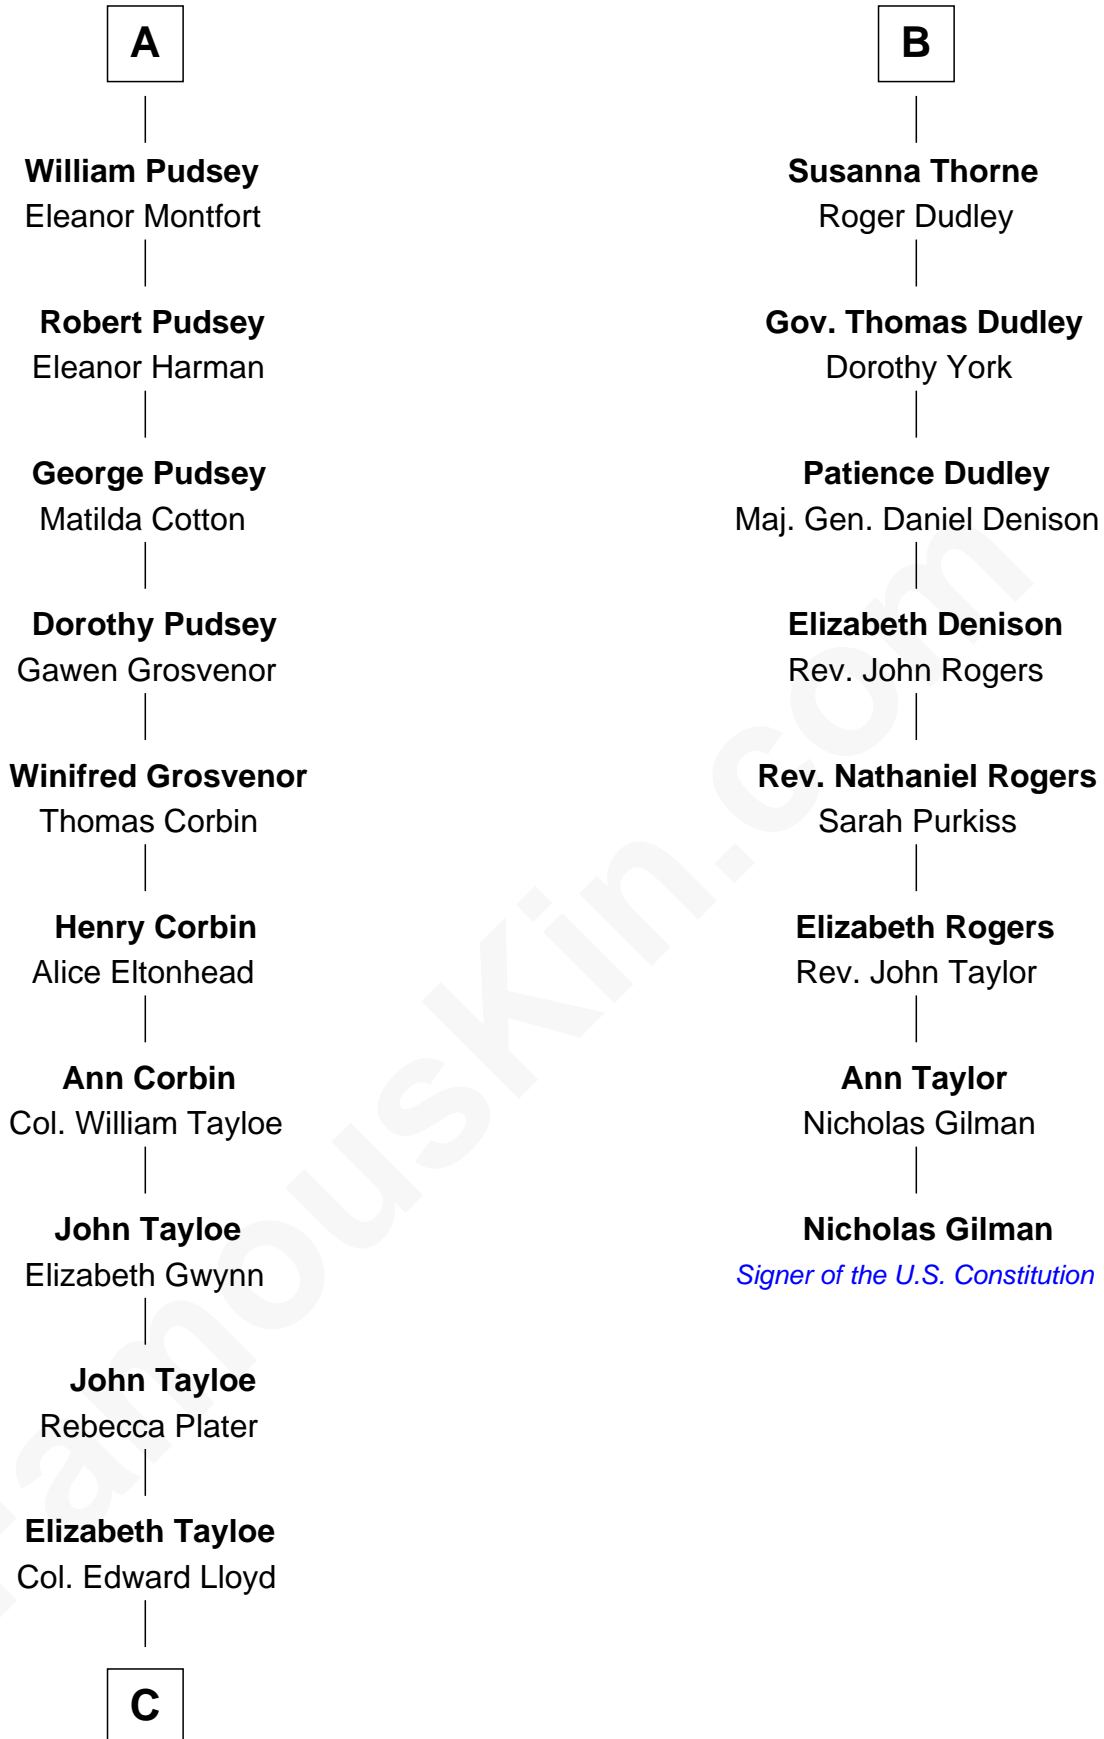 A
William Pudsey
Eleanor Montfort
Robert Pudsey
Eleanor Harman
George Pudsey
Matilda Cotton
Dorothy Pudsey
Gawen Grosvenor
Winifred Grosvenor
Thomas Corbin
Henry Corbin
Alice Eltonhead
Ann Corbin
Col. William Tayloe
John Tayloe
Elizabeth Gwynn
John Tayloe
Rebecca Plater
Elizabeth Tayloe
Col. Edward Lloyd
C
B
Susanna Thorne
Roger Dudley
Gov. Thomas Dudley
Dorothy York
Patience Dudley
Maj. Gen. Daniel Denison
Elizabeth Denison
Rev. John Rogers
Rev. Nathaniel Rogers
Sarah Purkiss
Elizabeth Rogers
Rev. John Taylor
Ann Taylor
Nicholas Gilman
Nicholas Gilman
Signer of the U.S. Constitution
FamousKin.com